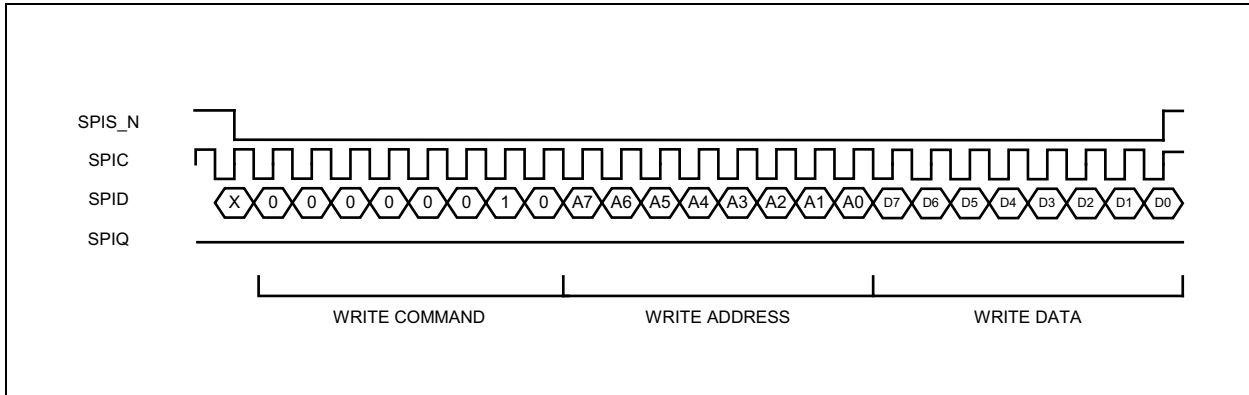 SPIS_N
SPIC
SPID X 0 0 0 0 0 0 1 0 A7 A6 A5 A4 A3 A2 A1 A0 D7 D6 D5 D4 D3 D2 D1 D0
SPIQ
WRITE COMMAND WRITE ADDRESS WRITE DATA